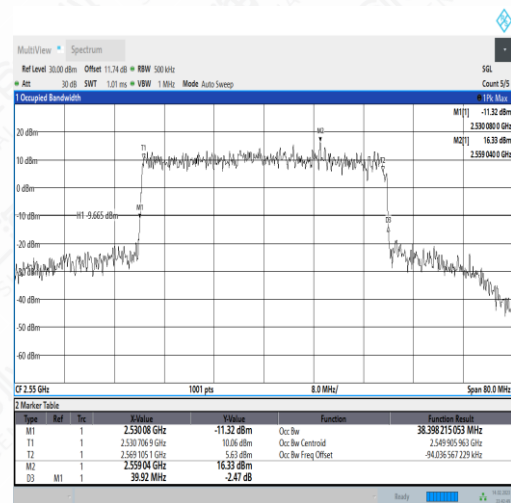 MultiView Spectrum
Ref Level 30.00 dBm Offset 11.74 dB RBW 500 kHz SGL
Att 30 dB SWT 1.01 ms VBW 1 MHz Mode Auto Sweep Count 5/5
1 Occupied Bandwidth 1Pk Max
M1[1] -11.32 dBm
2.530 080 0 GHz
M2[1] 16.33 dBm
2.559 040 0 GHz
M2
20 dBm
T1
T2
10 dBm
0 dBm
M1
-10 dBm H1 -9.665 dBm
D3
-20 dBm
-30 dBm
-40 dBm
-50 dBm
-60 dBm
CF 2.55 GHz 1001 pts 8.0 MHz/ Span 80.0 MHz
2 Marker Table
Type Ref Trc X-Value Y-Value Function Function Result
M1 1 2.530 08 GHz -11.32 dBm Occ Bw 38.398 215 053 MHz
T1 1 2.530 706 9 GHz 10.06 dBm Occ Bw Centroid 2.549 905 963 GHz
T2 1 2.569 105 1 GHz 5.63 dBm Occ Bw Freq Offset -94.036 567 229 kHz
M2 1 2.559 04 GHz 16.33 dBm
D3 M1 1 39.92 MHz -2.47 dB
Ready